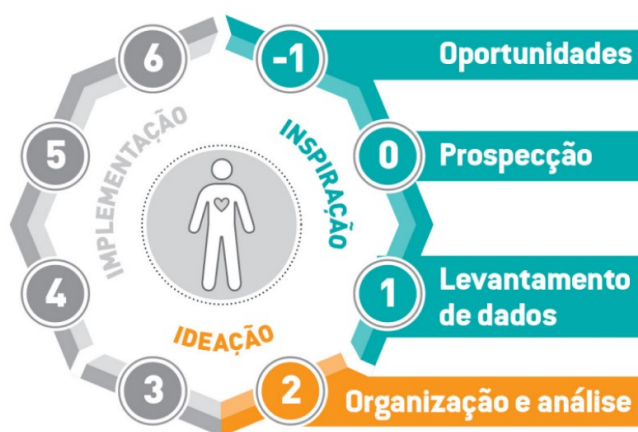 6
-1
Oportunidades
5
0
Prospecção
IMPLEMENTAÇÃO
INSPIRAÇÃO
4
1
Levantamento
de dados
IDEAÇÃO
3
2
Organização e análise